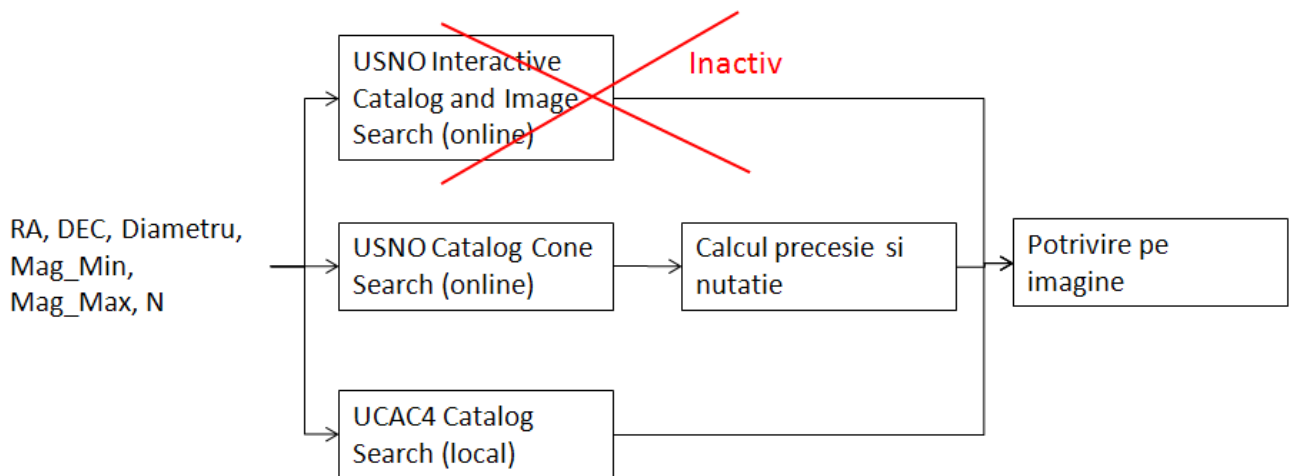 USNO Interactive
Catalog and Image
Search (online)
Inactiv
RA, DEC, Diametru,
Mag_Min,
Mag_Max, N
USNO Catalog Cone
Search (online)
Calcul precesie si
nutatie
Potrivire pe
imagine
UCAC4 Catalog
Search (local)